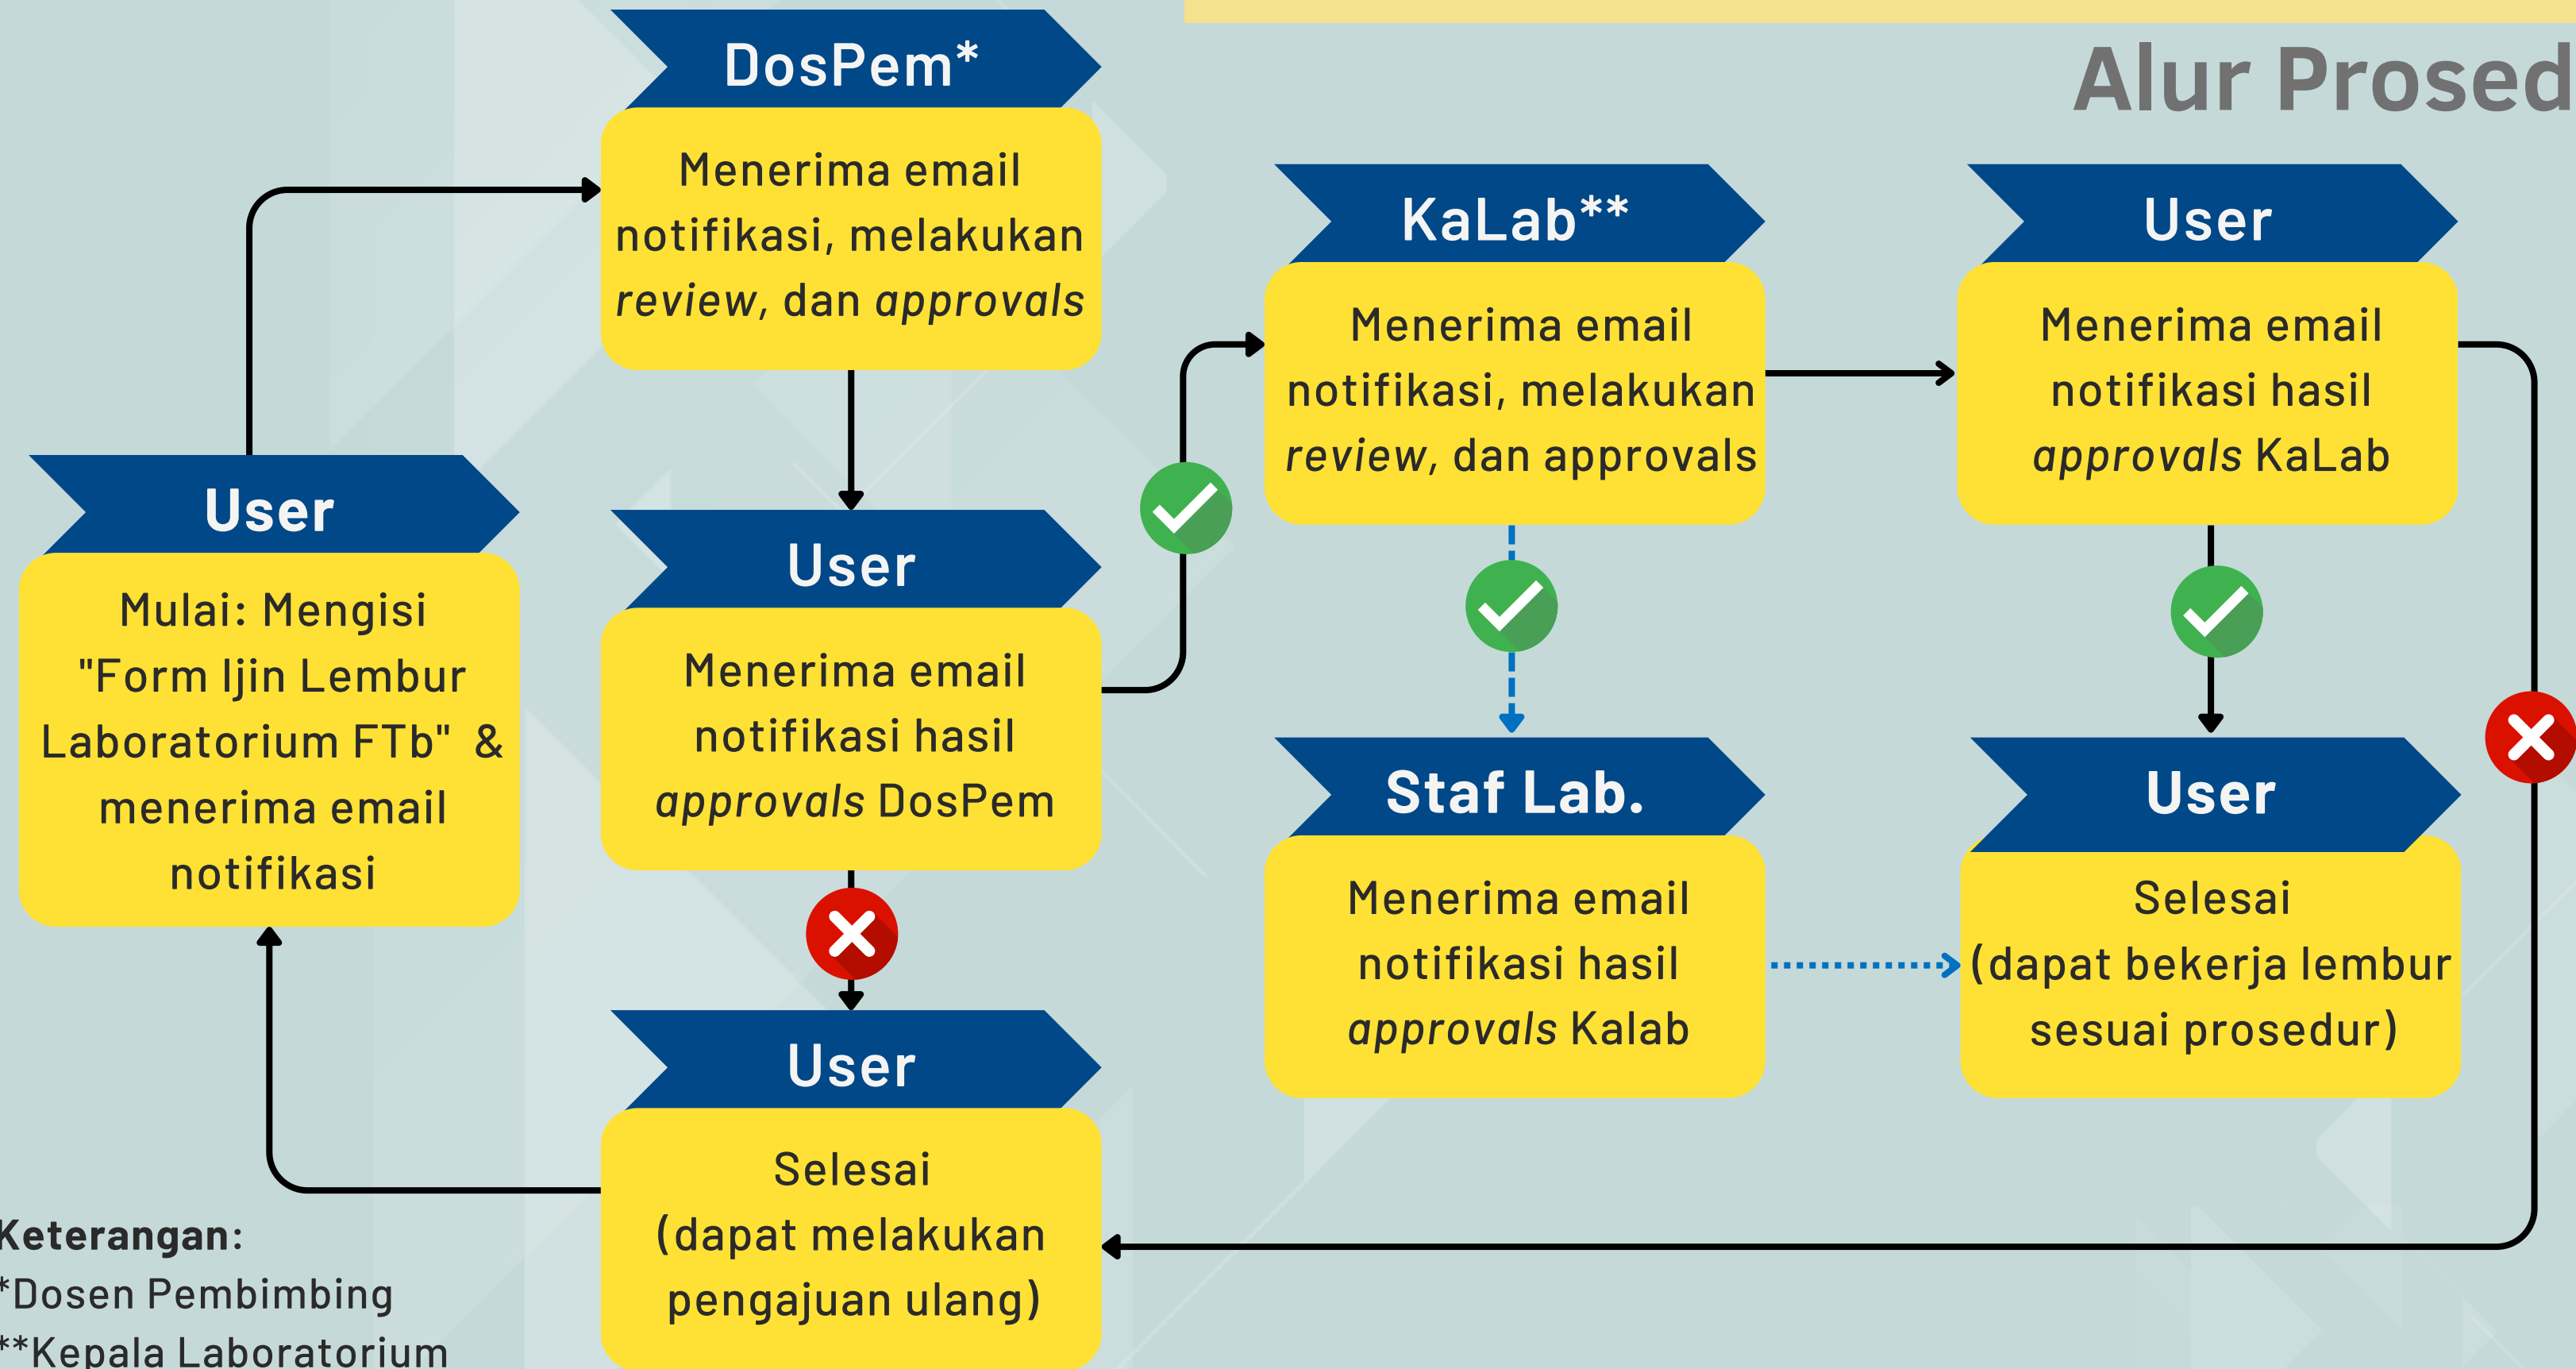 Alur Prosed
DosPem*
Menerima email
notifikasi, melakukan
review, dan approvals
KaLab**
Menerima email
notifikasi, melakukan
review, dan approvals
User
Menerima email
notifikasi hasil
approvals KaLab
User
Mulai: Mengisi
"Form Ijin Lembur
Laboratorium FTb" &
menerima email
notifikasi
User
Menerima email
notifikasi hasil
approvals DosPem
Staf Lab.
Menerima email
notifikasi hasil
approvals Kalab
User
Selesai
(dapat bekerja lembur
sesuai prosedur)
User
Selesai
(dapat melakukan
pengajuan ulang)
Keterangan:
*Dosen Pembimbing
**Kepala Laboratorium